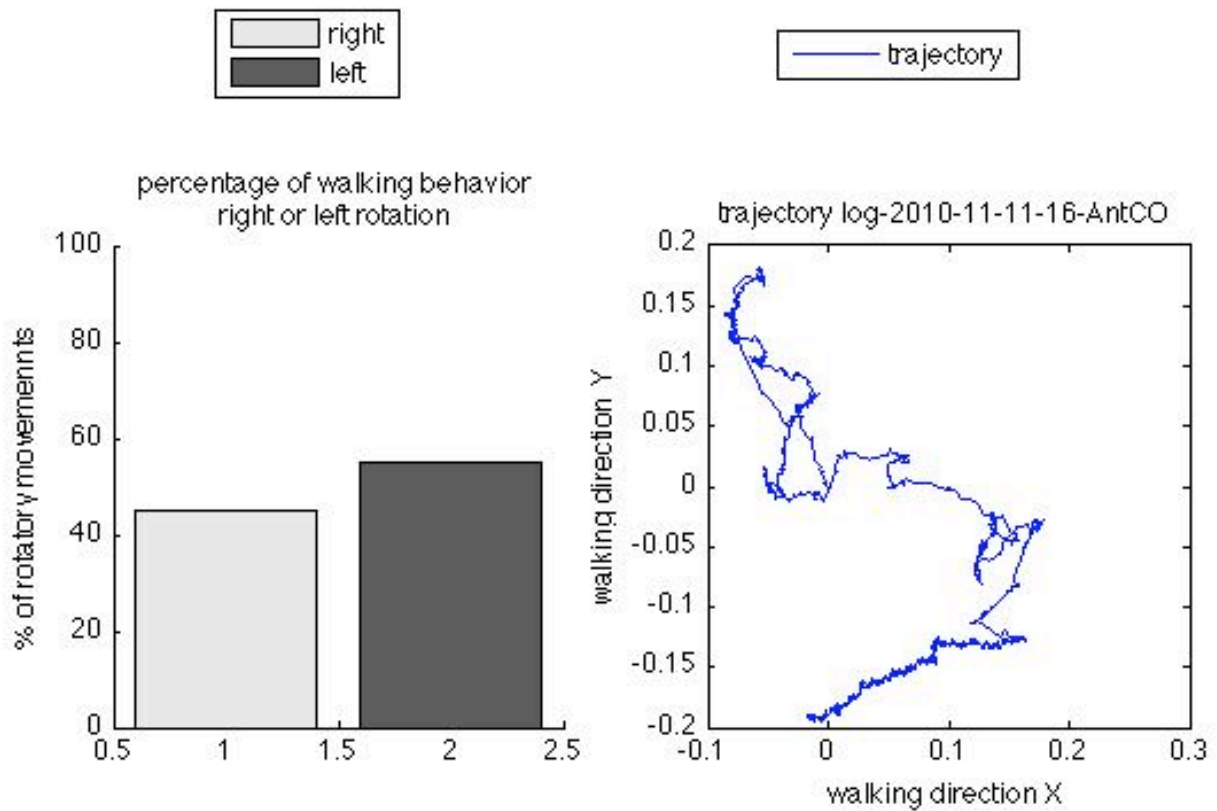 right
left
trajectory
percentage of walking behavior
right or left rotation
100
80
60
40
20
0
0.5 1 1.5 2 2.5
% of rotatory movemennts
trajectory log-2010-11-11-16-AntCO
0.2
0.15
0.1
0.05
0
-0.05
-0.1
-0.15
-0.2
-0.1 0 0.1 0.2 0.3
walking direction Y
walking direction X